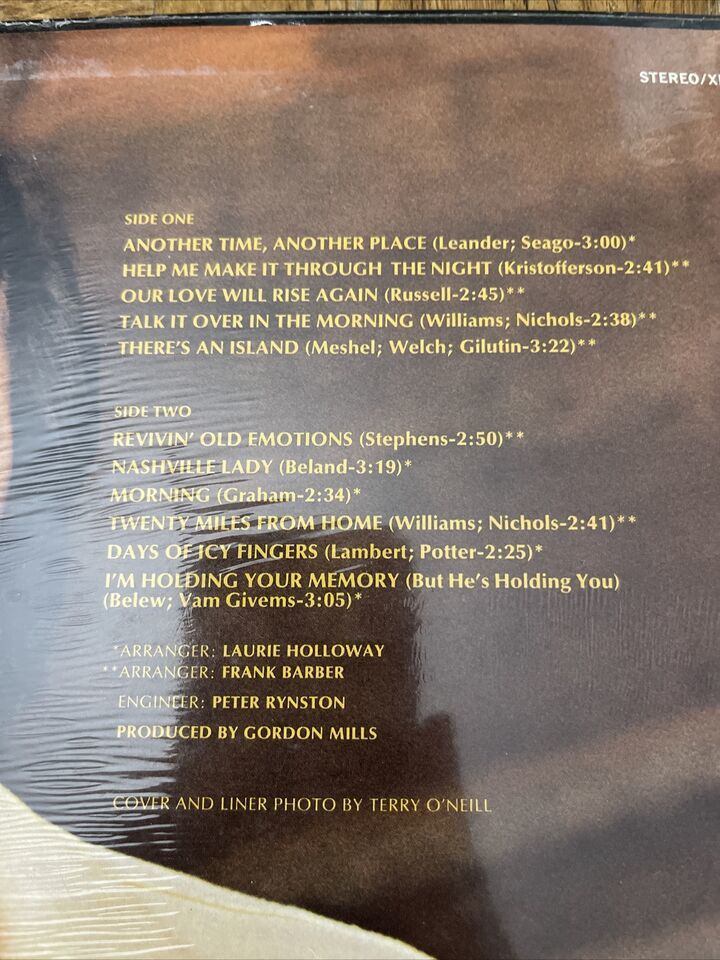 STEREO/X
SIDE ONE
ANOTHER TIME, ANOTHER PLACE (Leander; Seago-3:00)*
HELP ME MAKE IT THROUGH THE NIGHT (Kristofferson-2:41)**
OUR LOVE WILL RISE AGAIN (Russell-2:45)**
TALK IT OVER IN THE MORNING (Williams; Nichols-2:38)**
THERE'S AN ISLAND (Meshel; Welch; Gilutin-3:22)**
SIDE TWO
REVIVIN' OLD EMOTIONS (Stephens-2:50)**
NASHVILLE LADY (Beland-3:19)*
MORNING (Graham-2:34)*
TWENTY MILES FROM HOME (Williams; Nichols-2:41)**
DAYS OF ICY FINGERS (Lambert; Potter-2:25)*
I'M HOLDING YOUR MEMORY (But He's Holding You)
(Belew; Vam Givems-3:05)*
*ARRANGER: LAURIE HOLLOWAY
**ARRANGER: FRANK BARBER
ENGINEER: PETER RYNSTON
PRODUCED BY GORDON MILLS
COVER AND LINER PHOTO BY TERRY O'NEILL